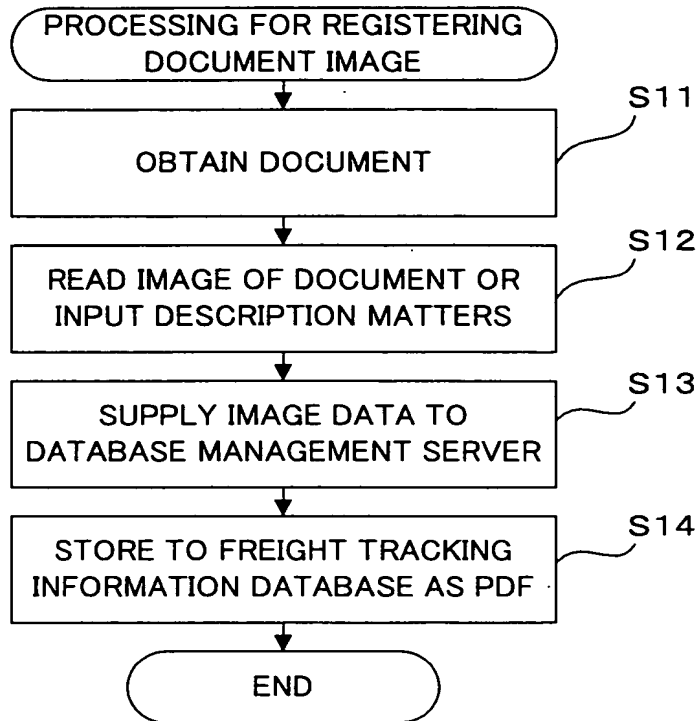 PROCESSING FOR REGISTERING
DOCUMENT IMAGE
S11
OBTAIN DOCUMENT
S12
READ IMAGE OF DOCUMENT OR
INPUT DESCRIPTION MATTERS
S13
SUPPLY IMAGE DATA TO
DATABASE MANAGEMENT SERVER
S14
STORE TO FREIGHT TRACKING
INFORMATION DATABASE AS PDF
END